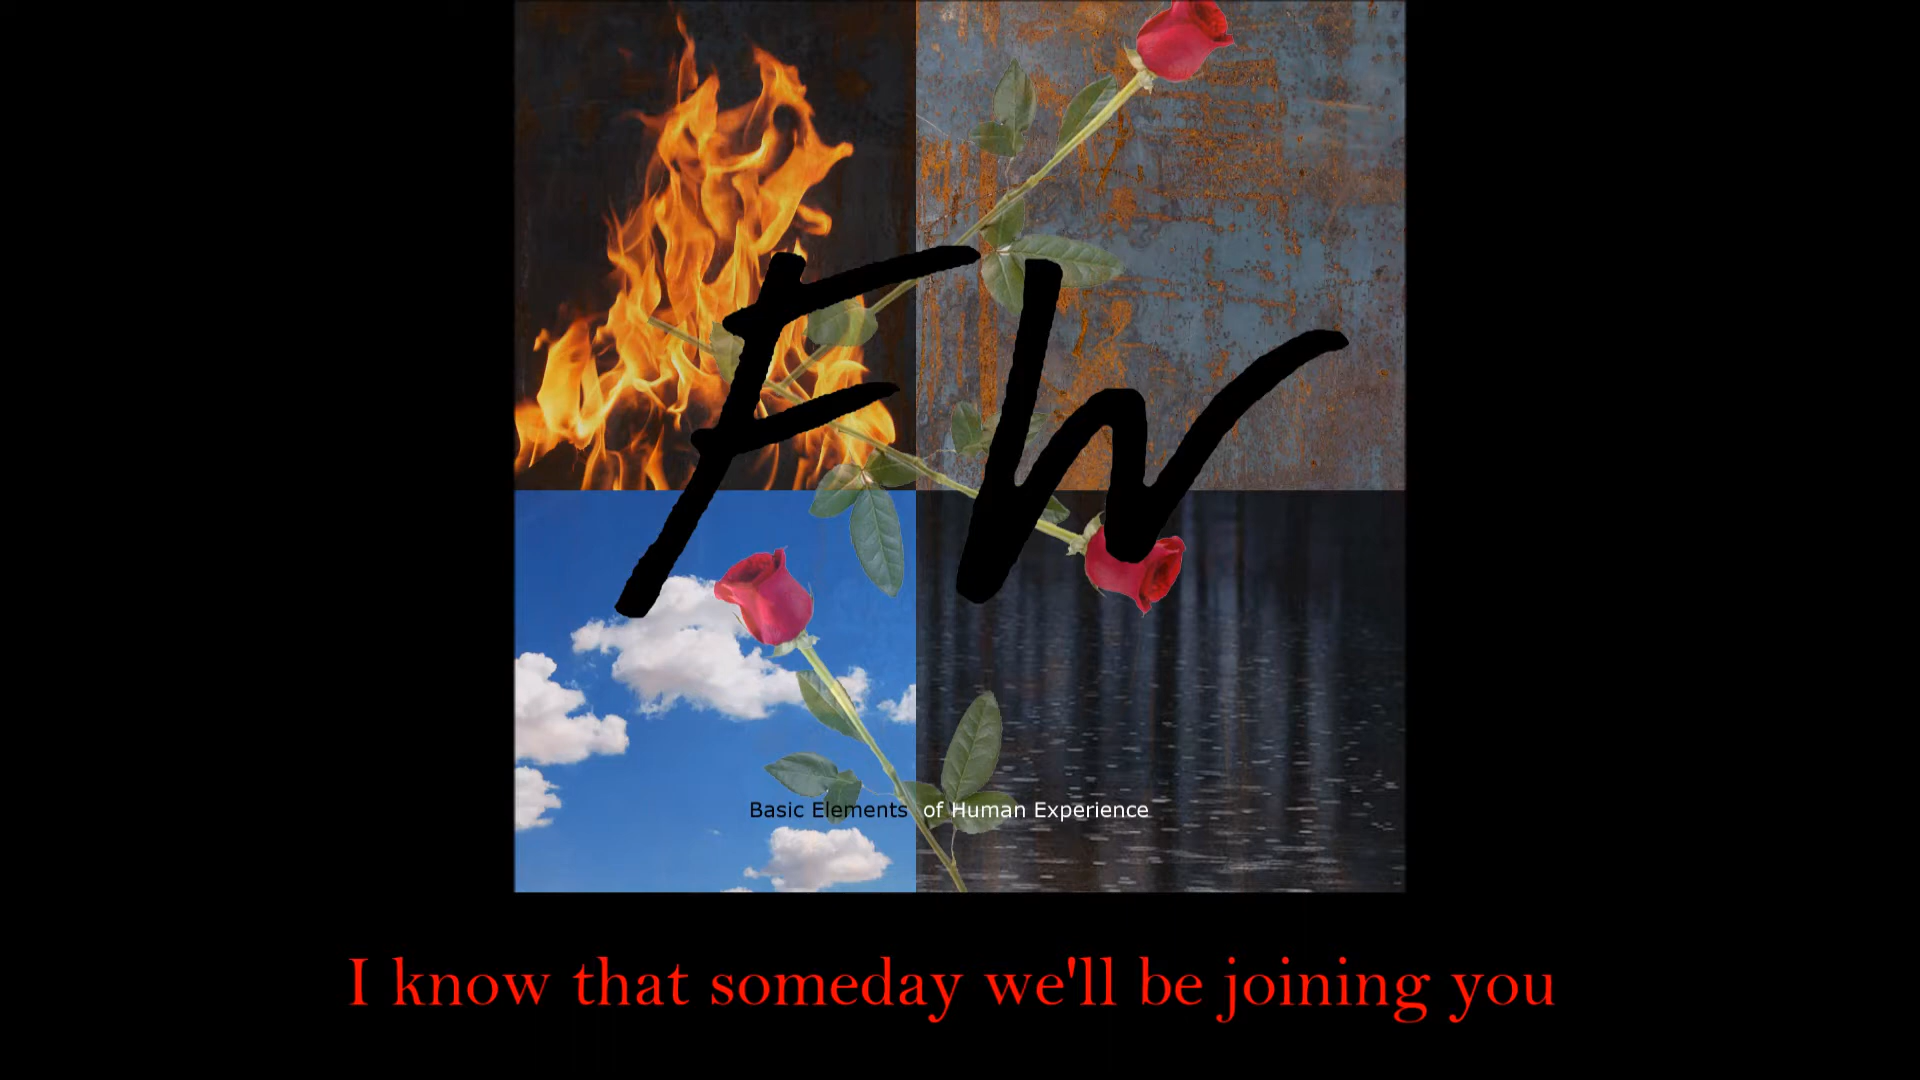 FW
Basic Elements of Human Experience
I know that someday we'll be joining you